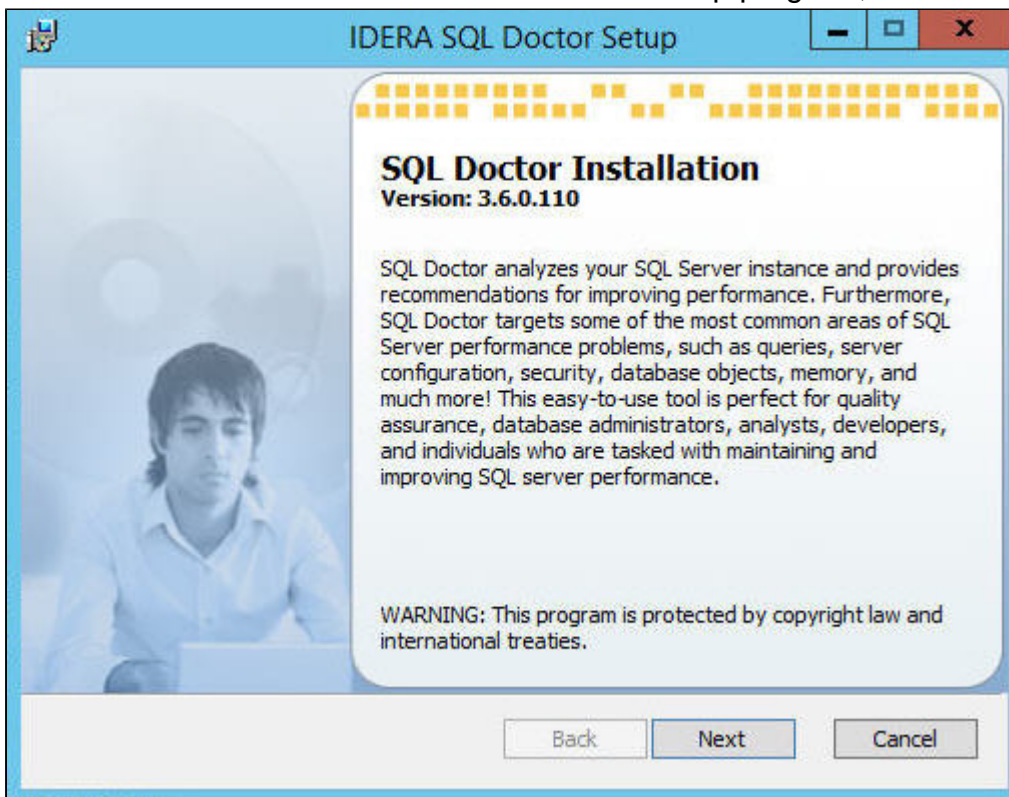 IDERA SQL Doctor Setup
SQL Doctor Installation
Version: 3.6.0.110
SQL Doctor analyzes your SQL Server instance and provides
recommendations for improving performance. Furthermore,
SQL Doctor targets some of the most common areas of SQL
Server performance problems, such as queries, server
configuration, security, database objects, memory, and
much more! This easy-to-use tool is perfect for quality
assurance, database administrators, analysts, developers,
and individuals who are tasked with maintaining and
improving SQL server performance.
WARNING: This program is protected by copyright law and
international treaties.
Back Next Cancel